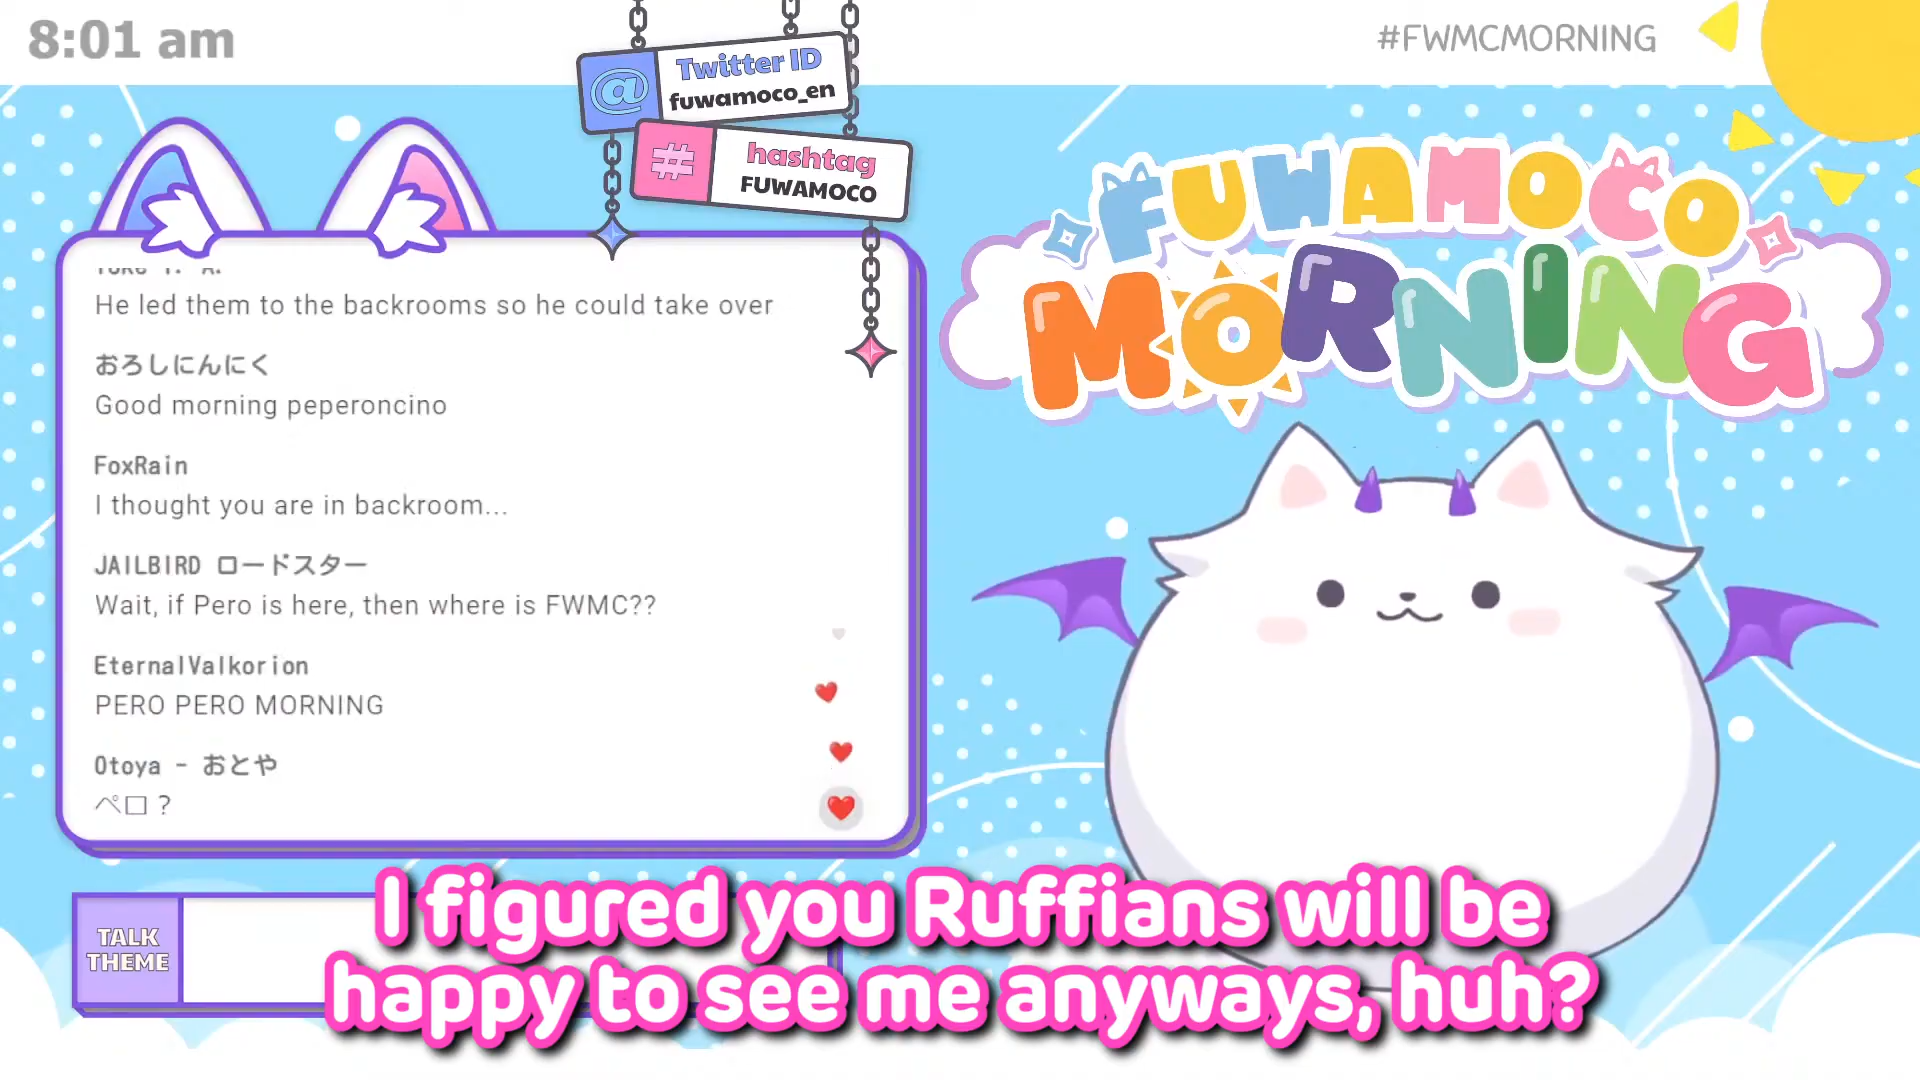 8:01 am
#FWMCMORNING
@
Twitter ID
fuwamoco_en
#
hashtag
FUWAMOCO
FUWAMOCO
MORNING
He led them to the backrooms so he could take over
おろしにんにく
Good morning peperoncino
FoxRain
I thought you are in backroom...
JAILBIRD ロードスター
Wait, if Pero is here, then where is FWMC??
EternalValkorion
PERO PERO MORNING
Otoya - おとや
ペロ？
TALK
THEME
I figured you Ruffians will be
happy to see me anyways, huh?